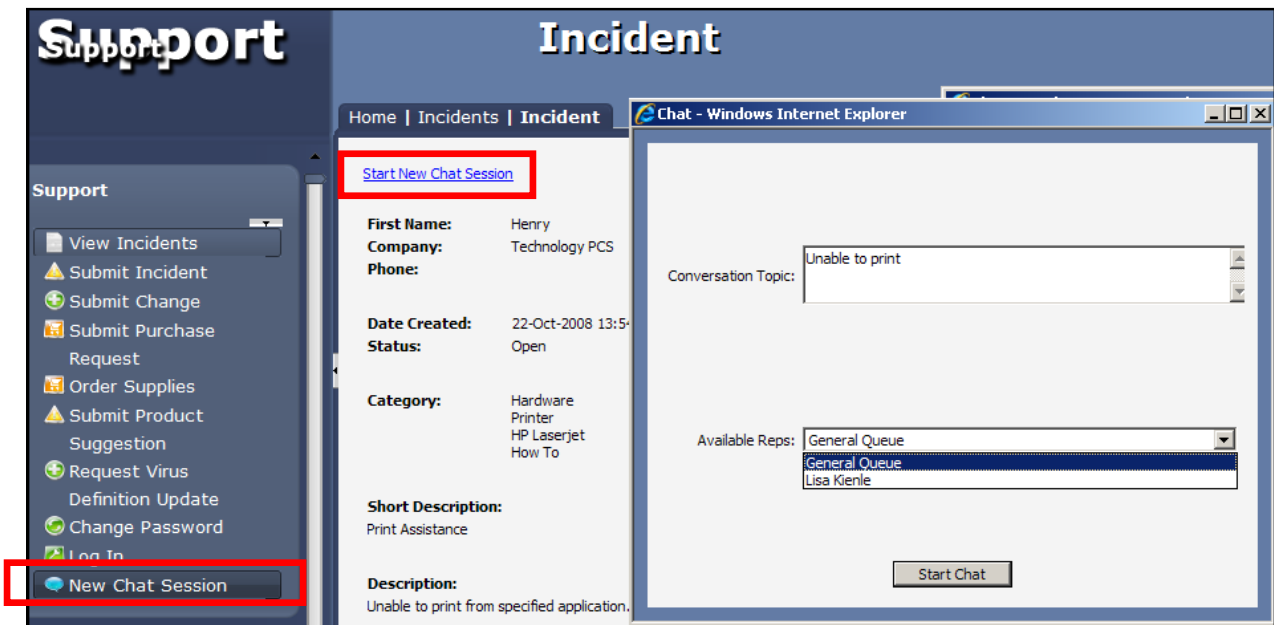 Support
Support
Incident
Home | Incidents | Incident
Chat - Windows Internet Explorer
Support
View Incidents
Submit Incident
Submit Change
Submit Purchase
Request
Order Supplies
Submit Product
Suggestion
Request Virus
Definition Update
Change Password
Log In
New Chat Session
Start New Chat Session
First Name: Henry
Company: Technology PCS
Phone:
Date Created: 22-Oct-2008 13:54
Status: Open
Category: Hardware
Printer
HP Laserjet
How To
Short Description:
Print Assistance
Description:
Unable to print from specified application.
Conversation Topic: Unable to print
Available Reps: General Queue
General Queue
Lisa Kienle
Start Chat